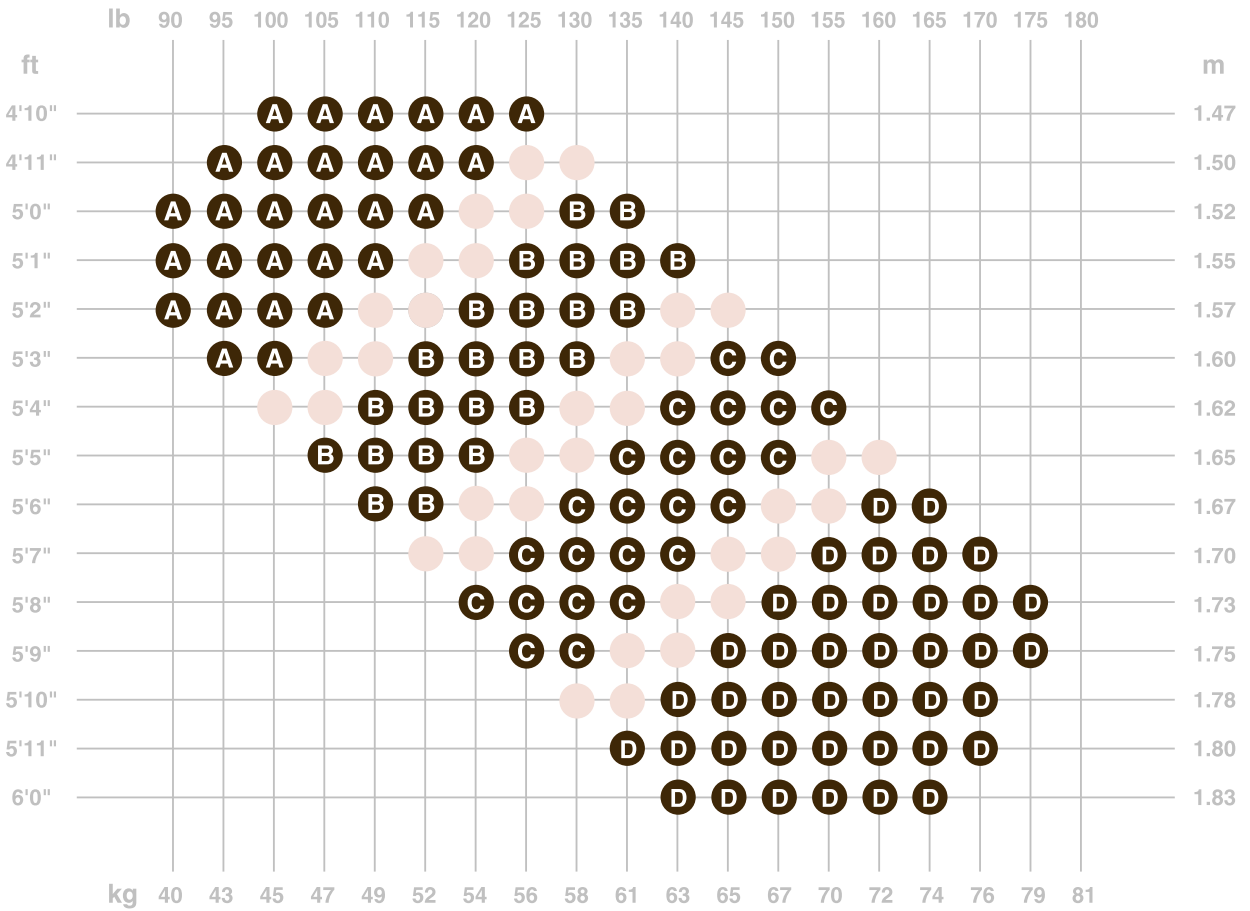 lb 90 95 100 105 110 115 120 125 130 135 140 145 150 155 160 165 170 175 180
ft m
4'10" A A A A A A 1.47
4'11" A A A A A A 1.50
5'0" A A A A A A B B 1.52
5'1" A A A A A B B B B 1.55
5'2" A A A A B B B B 1.57
5'3" A A B B B B C C 1.60
5'4" B B B B C C C C 1.62
5'5" B B B B C C C C 1.65
5'6" B B C C C C D D 1.67
5'7" C C C C D D D D 1.70
5'8" C C C C D D D D D D 1.73
5'9" C C D D D D D D D 1.75
5'10" D D D D D D D 1.78
5'11" D D D D D D D D 1.80
6'0" D D D D D D 1.83
kg 40 43 45 47 49 52 54 56 58 61 63 65 67 70 72 74 76 79 81